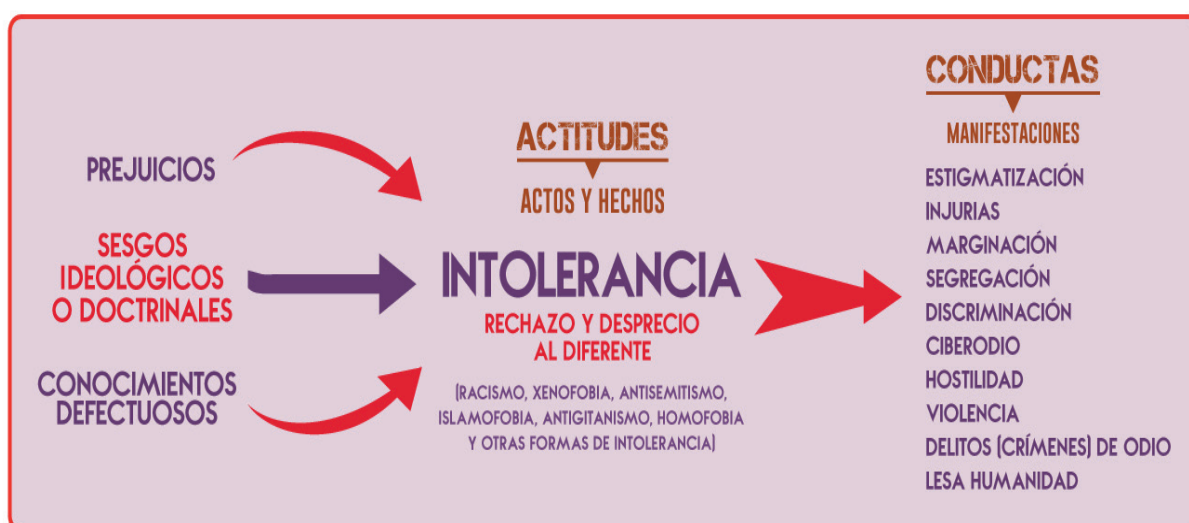 PREJUICIOS
SESGOS
IDEOLÓGICOS
O DOCTRINALES
CONOCIMIENTOS
DEFECTUOSOS
ACTITUDES
ACTOS Y HECHOS
INTOLERANCIA
RECHAZO Y DESPRECIO
AL DIFERENTE
(RACISMO, XENOFOBIA, ANTISEMITISMO,
ISLAMOFOBIA, ANTIGITANISMO, HOMOFOBIA
Y OTRAS FORMAS DE INTOLERANCIA)
CONDUCTAS
MANIFESTACIONES
ESTIGMATIZACIÓN
INJURIAS
MARGINACIÓN
SEGREGACIÓN
DISCRIMINACIÓN
CIBERODIO
HOSTILIDAD
VIOLENCIA
DELITOS (CRÍMENES) DE ODIO
LESA HUMANIDAD